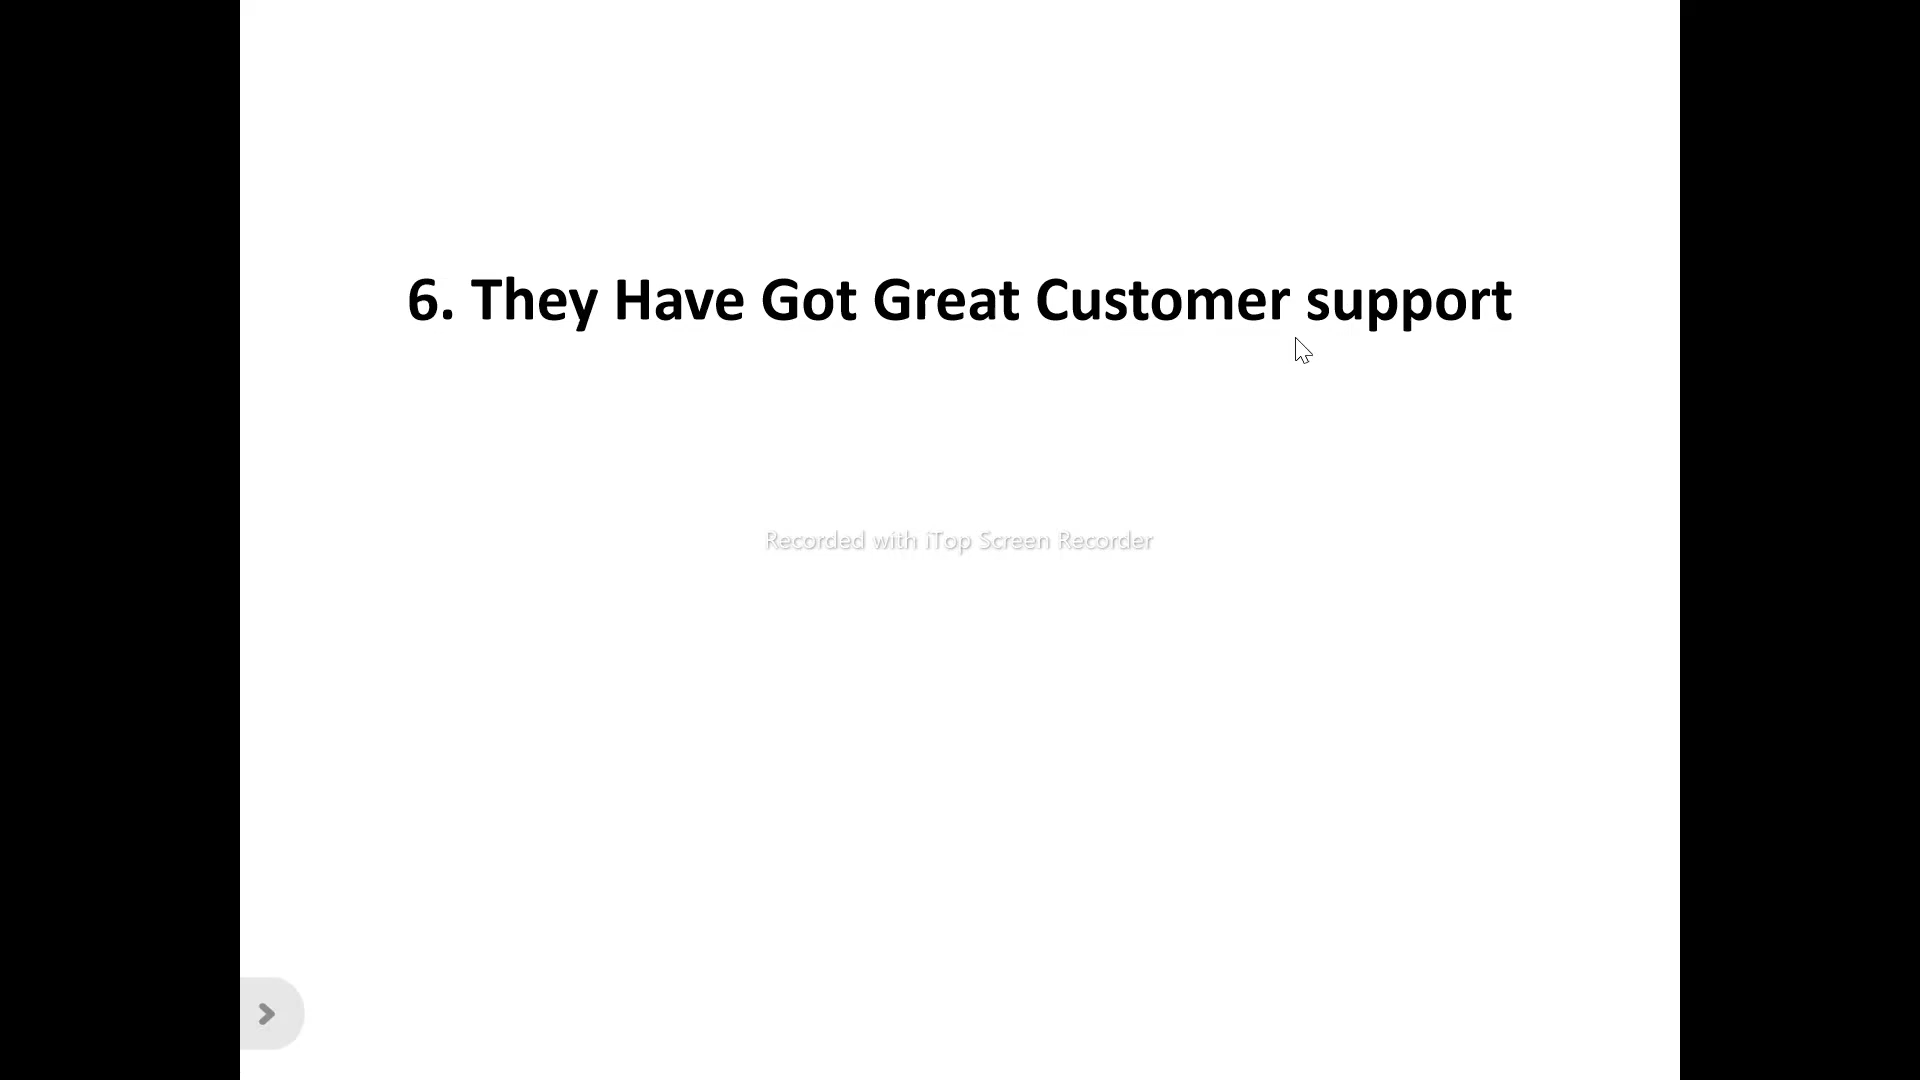 6. They Have Got Great Customer support
Recorded with iTop Screen Recorder